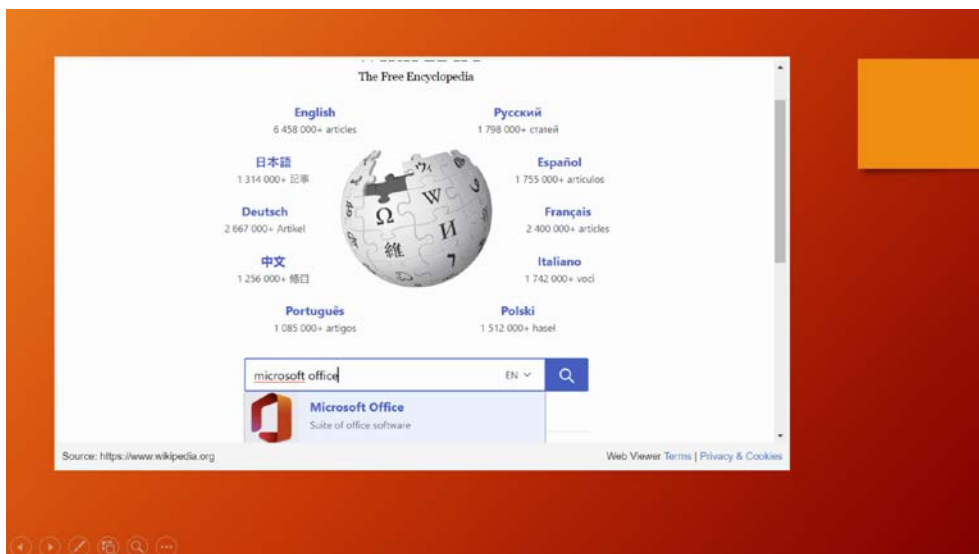 The Free Encyclopedia
English
6 458 000+ articles
Русский
1 798 000+ статей
日本語
1 314 000+ 記事
Español
1 755 000+ artículos
Deutsch
2 667 000+ Artikel
Français
2 400 000+ articles
中文
1 256 000+ 條目
Italiano
1 742 000+ voci
Português
1 085 000+ artigos
Polski
1 512 000+ haseł
Ω
W
И
維
7
microsoft office
EN
Microsoft Office
Suite of office software
Source: https://www.wikipedia.org
Web Viewer Terms | Privacy & Cookies